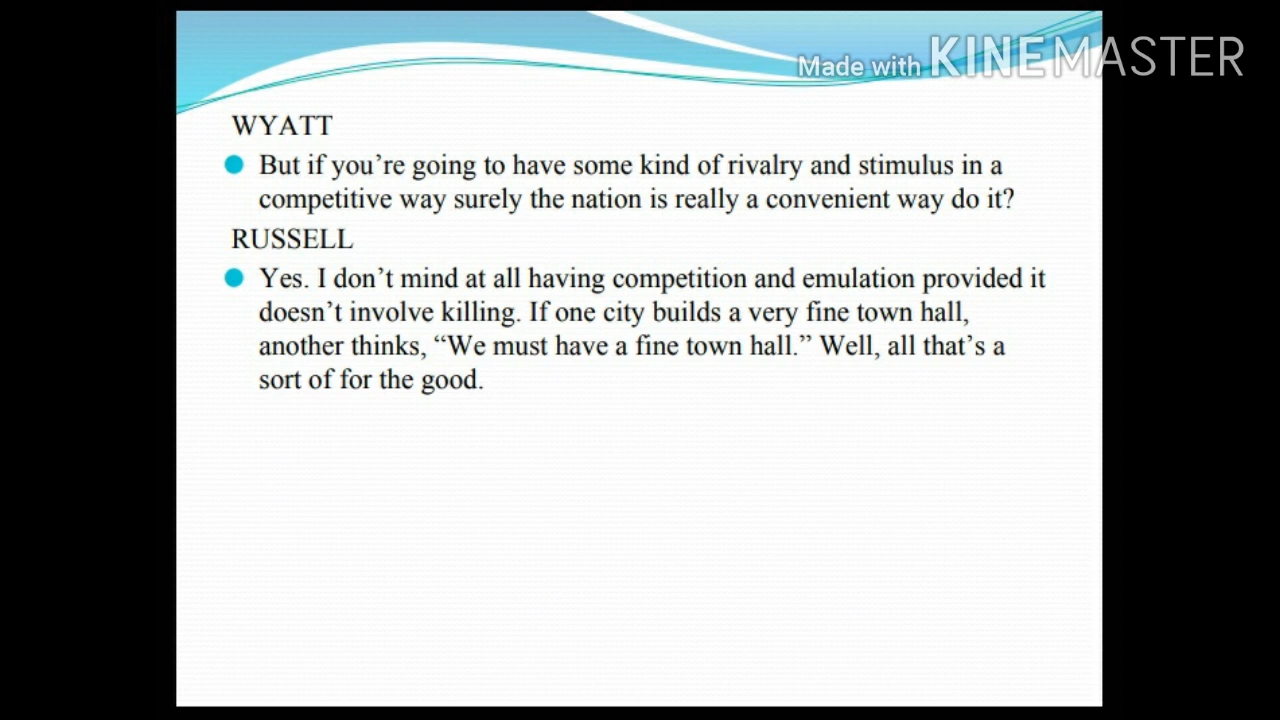 Made with KINEMASTER
WYATT
But if you’re going to have some kind of rivalry and stimulus in a
competitive way surely the nation is really a convenient way do it?
RUSSELL
Yes. I don’t mind at all having competition and emulation provided it
doesn’t involve killing. If one city builds a very fine town hall,
another thinks, “We must have a fine town hall.” Well, all that’s a
sort of for the good.